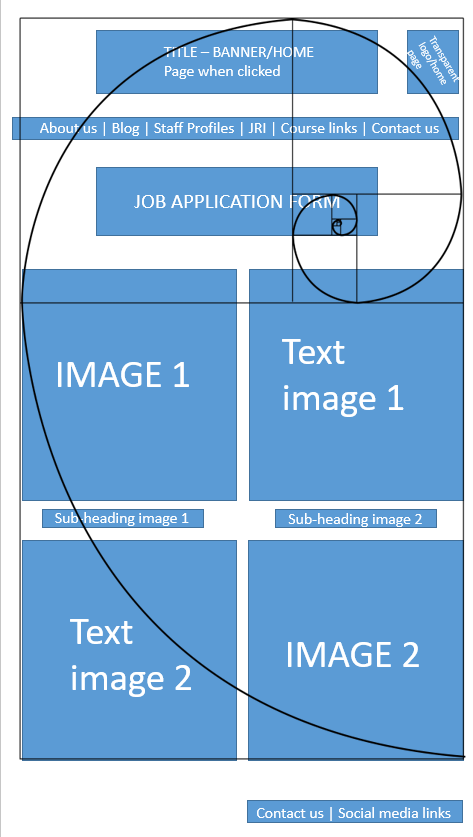 TITLE – BANNER/HOME
Page when clicked
Transparent
logo/home
page
About us | Blog | Staff Profiles | JRI | Course links | Contact us
JOB APPLICATION FORM
IMAGE 1
Text
image 1
Sub-heading image 1
Sub-heading image 2
Text
image 2
IMAGE 2
Contact us | Social media links